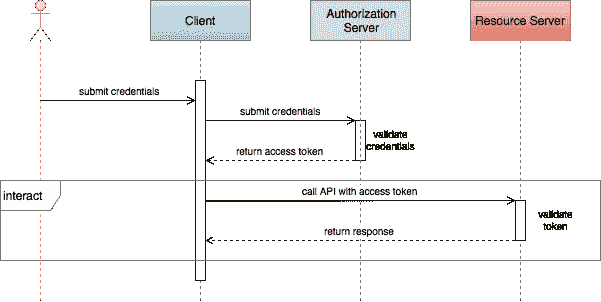 Client
Authorization
Server
Resource Server
submit credentials
submit credentials
validate
credentials
return access token
interact
call API with access token
validate
token
return response